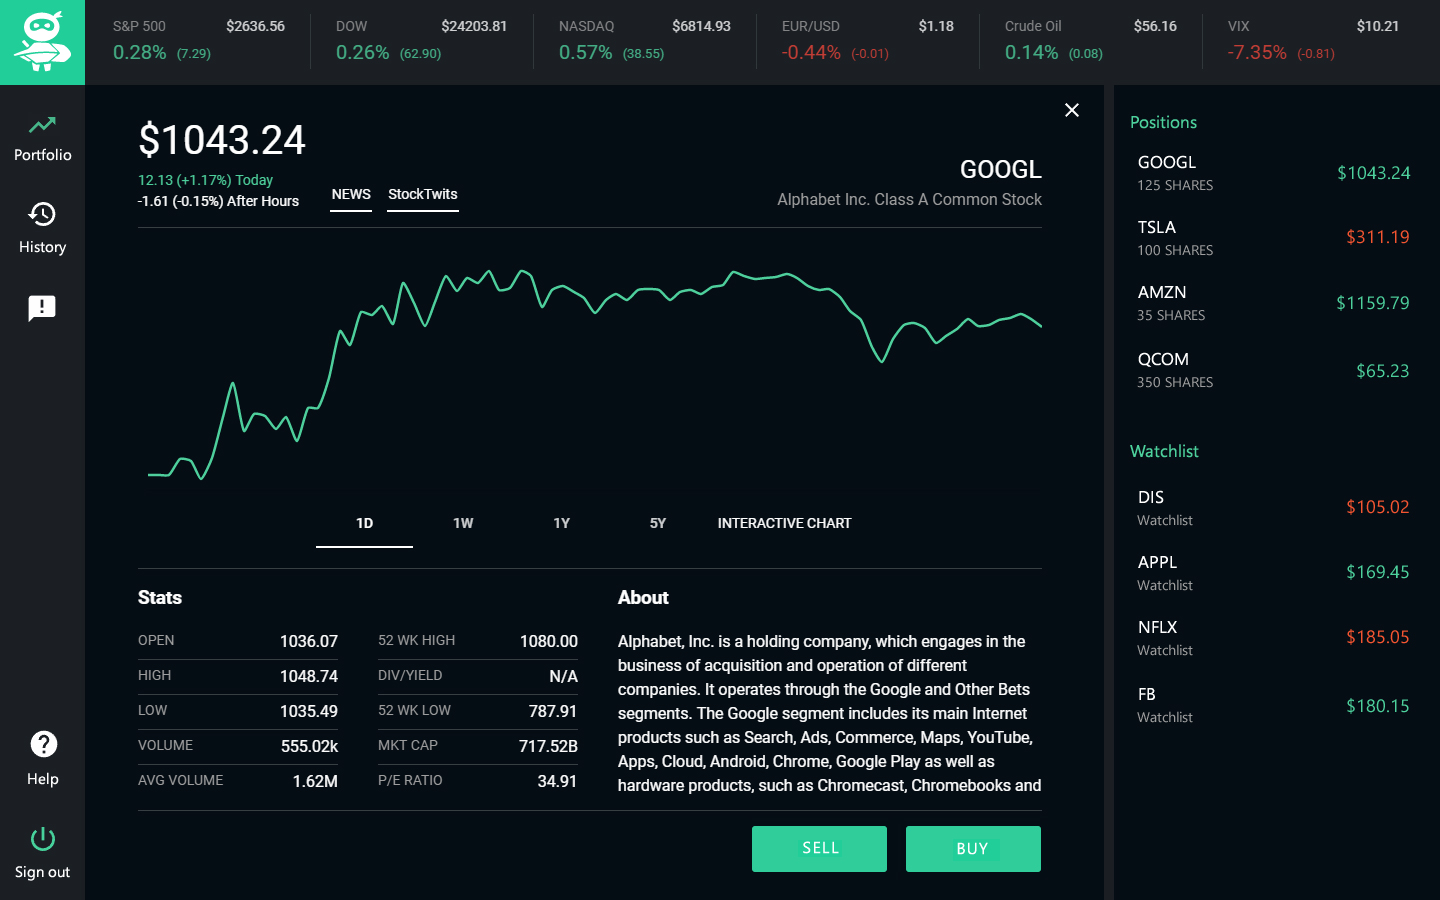 S&P 500 $2636.56
0.28% (7.29)
DOW $24203.81
0.26% (62.90)
NASDAQ $6814.93
0.57% (38.55)
EUR/USD $1.18
-0.44% (-0.01)
Crude Oil $56.16
0.14% (0.08)
VIX $10.21
-7.35% (-0.81)
Portfolio
History
Help
Sign out
$1043.24
12.13 (+1.17%) Today
-1.61 (-0.15%) After Hours
NEWS StockTwits
GOOGL
Alphabet Inc. Class A Common Stock
1D 1W 1Y 5Y INTERACTIVE CHART
Stats
OPEN 1036.07
HIGH 1048.74
LOW 1035.49
VOLUME 555.02k
AVG VOLUME 1.62M
52 WK HIGH 1080.00
DIV/YIELD N/A
52 WK LOW 787.91
MKT CAP 717.52B
P/E RATIO 34.91
About
Alphabet, Inc. is a holding company, which engages in the
business of acquisition and operation of different
companies. It operates through the Google and Other Bets
segments. The Google segment includes its main Internet
products such as Search, Ads, Commerce, Maps, YouTube,
Apps, Cloud, Android, Chrome, Google Play as well as
hardware products, such as Chromecast, Chromebooks and
SELL BUY
Positions
GOOGL $1043.24
125 SHARES
TSLA $311.19
100 SHARES
AMZN $1159.79
35 SHARES
QCOM $65.23
350 SHARES
Watchlist
DIS $105.02
Watchlist
APPL $169.45
Watchlist
NFLX $185.05
Watchlist
FB $180.15
Watchlist